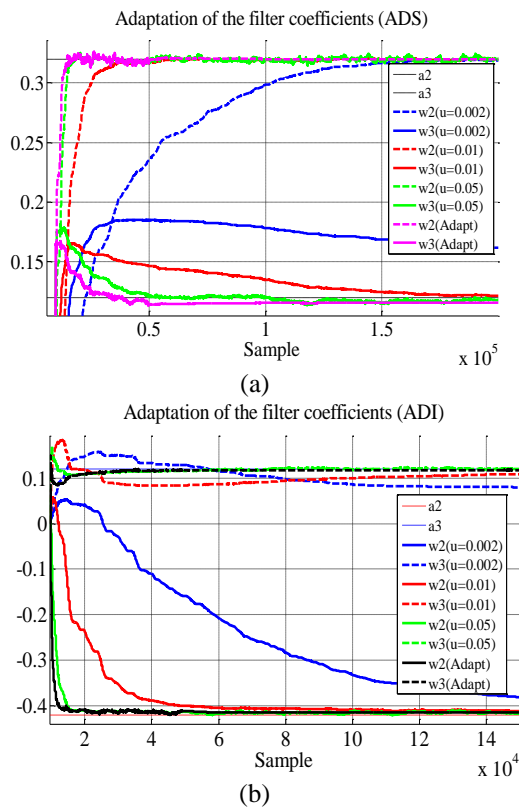 Adaptation of the filter coefficients (ADS)
0.3
0.25
0.2
0.15
a2
a3
w2(u=0.002)
w3(u=0.002)
w2(u=0.01)
w3(u=0.01)
w2(u=0.05)
w3(u=0.05)
w2(Adapt)
w3(Adapt)
0.5 1 1.5
Sample
x 10^5
(a)
Adaptation of the filter coefficients (ADI)
0.1
0
-0.1
-0.2
-0.3
-0.4
a2
a3
w2(u=0.002)
w3(u=0.002)
w2(u=0.01)
w3(u=0.01)
w2(u=0.05)
w3(u=0.05)
w2(Adapt)
w3(Adapt)
2 4 6 8 10 12 14
Sample
x 10^4
(b)